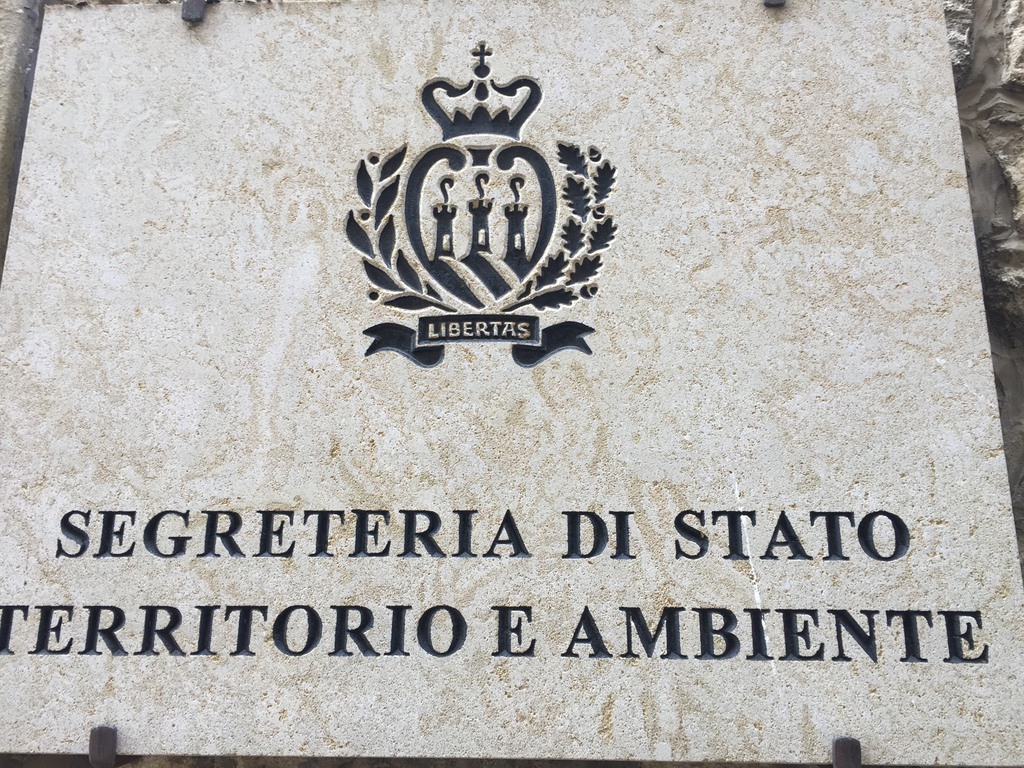 LIBERTAS
SEGRETERIA DI STATO
TERRITORIO E AMBIENTE